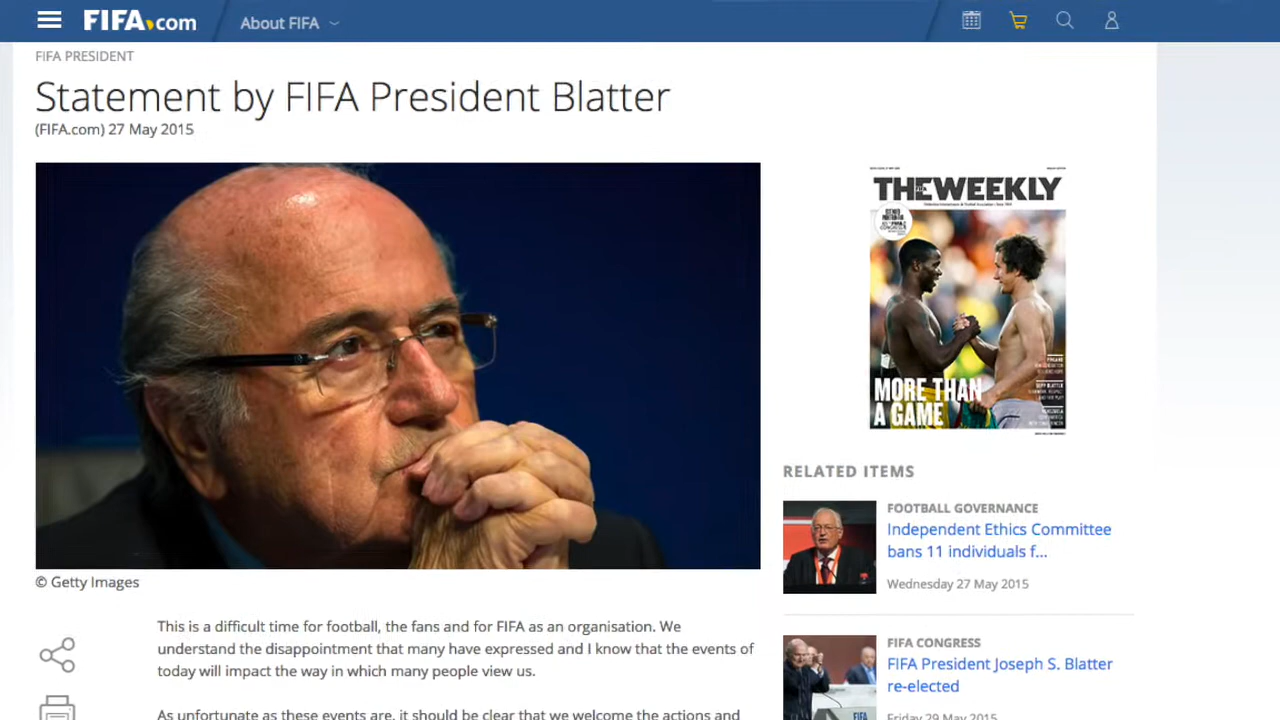 FIFA.com
About FIFA
FIFA PRESIDENT
Statement by FIFA President Blatter
(FIFA.com) 27 May 2015
THE WEEKLY
MORE THAN
A GAME
© Getty Images
This is a difficult time for football, the fans and for FIFA as an organisation. We
understand the disappointment that many have expressed and I know that the events of
today will impact the way in which many people view us.
As unfortunate as these events are, it should be clear that we welcome the actions and
RELATED ITEMS
FOOTBALL GOVERNANCE
Independent Ethics Committee
bans 11 individuals f...
Wednesday 27 May 2015
FIFA CONGRESS
FIFA President Joseph S. Blatter
re-elected
Friday 29 May 2015
FIFA